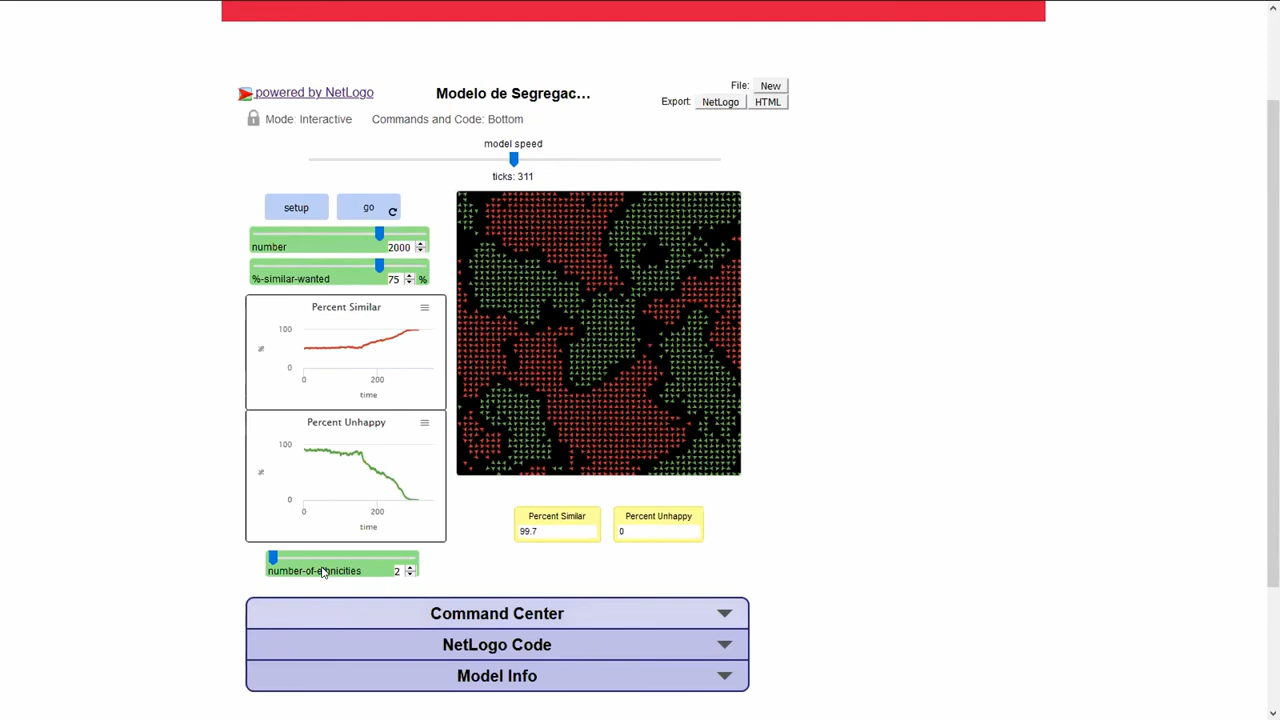 powered by NetLogo
Modelo de Segregac...
File: New
Export: NetLogo HTML
Mode: Interactive
Commands and Code: Bottom
model speed
ticks: 311
setup
go
number 2000
%-similar-wanted 75 %
Percent Similar
100
%
0
0 200
time
Percent Unhappy
100
%
0
0 200
time
Percent Similar
99.7
Percent Unhappy
0
number-of-ethnicities 2
Command Center
NetLogo Code
Model Info